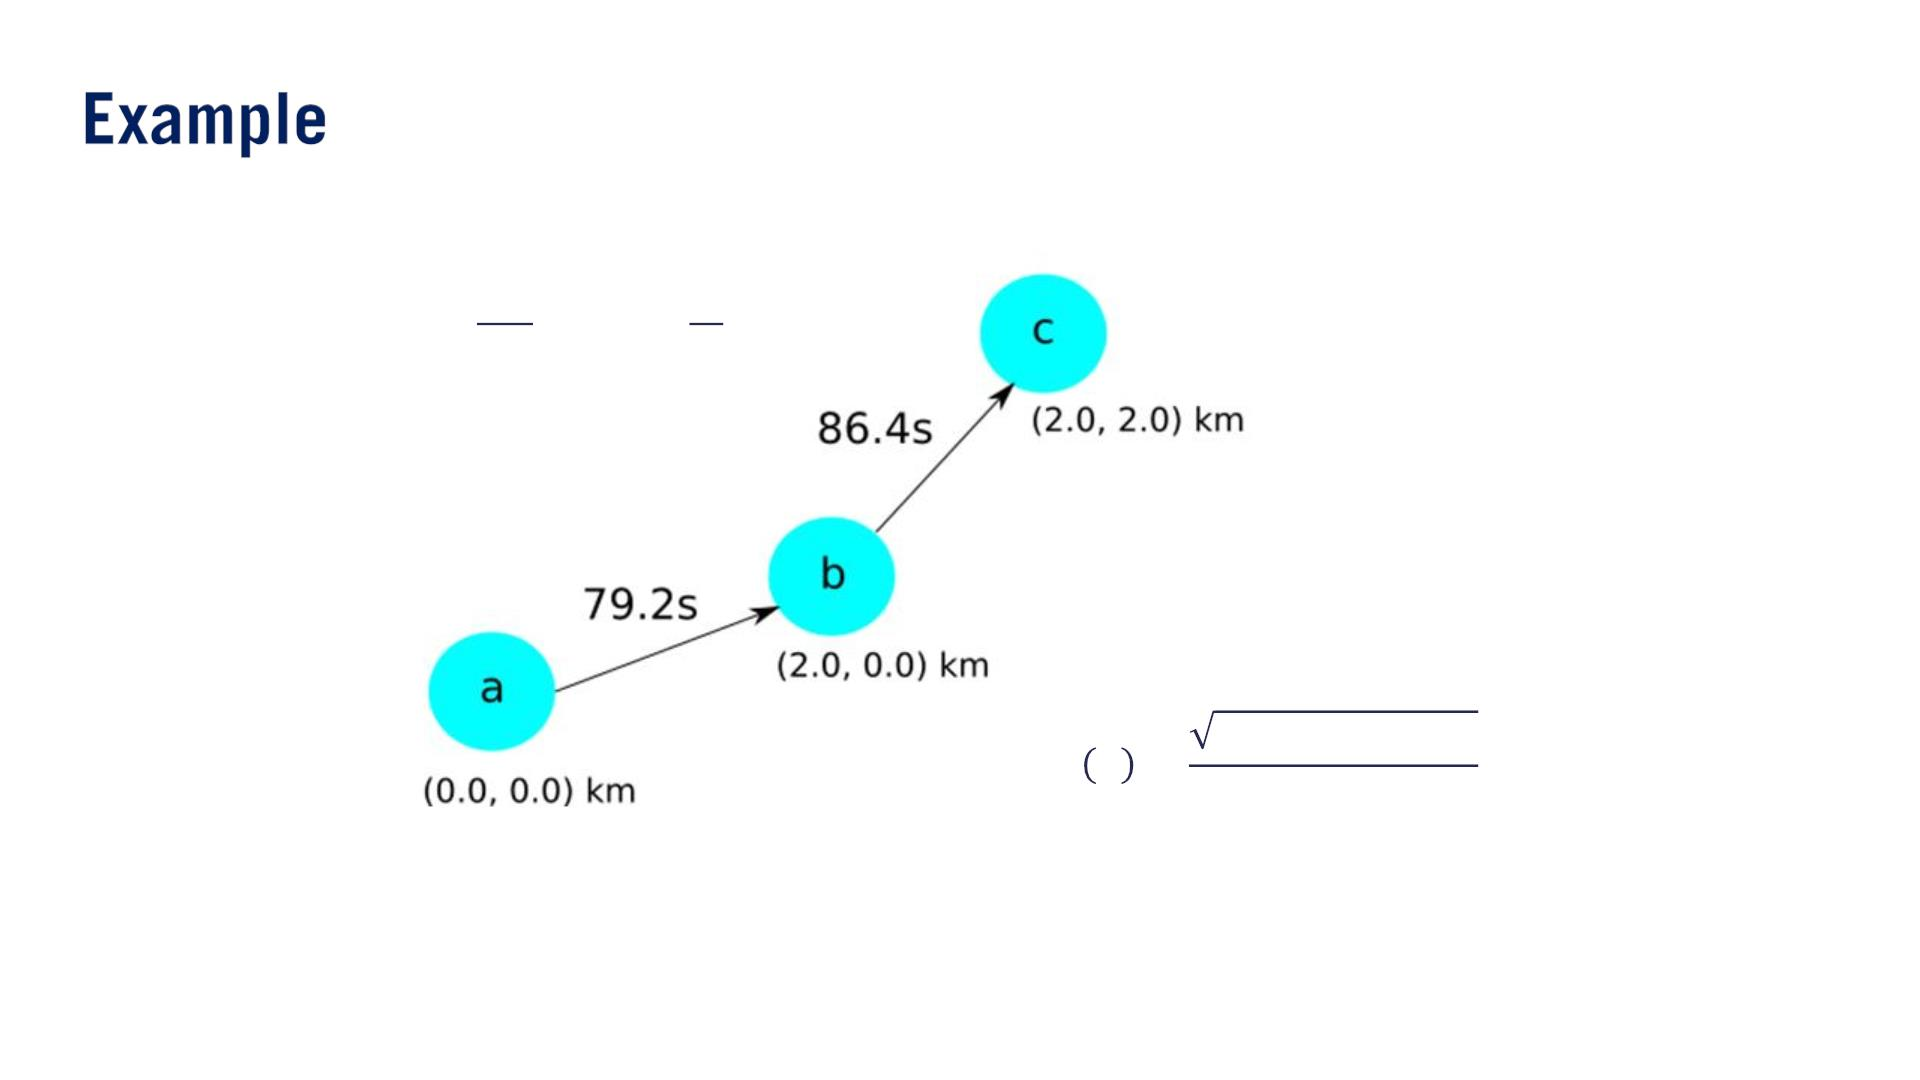 Example
c
86.4s
(2.0, 2.0) km
b
79.2s
(2.0, 0.0) km
a
( ) √
(0.0, 0.0) km